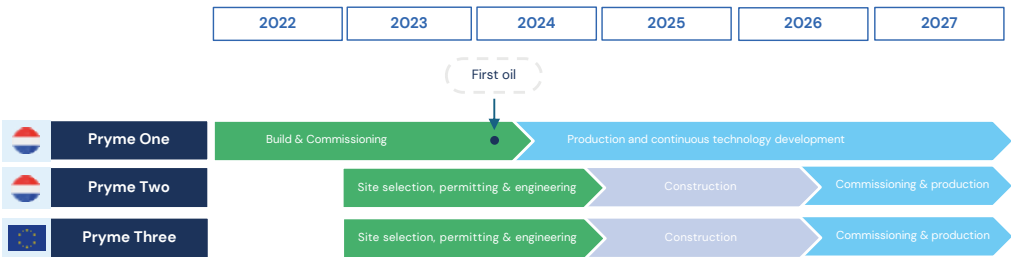 2022 2023 2024 2025 2026 2027
First oil
Pryme One Build & Commissioning Production and continuous technology development
Pryme Two Site selection, permitting & engineering Construction Commissioning & production
Pryme Three Site selection, permitting & engineering Construction Commissioning & production